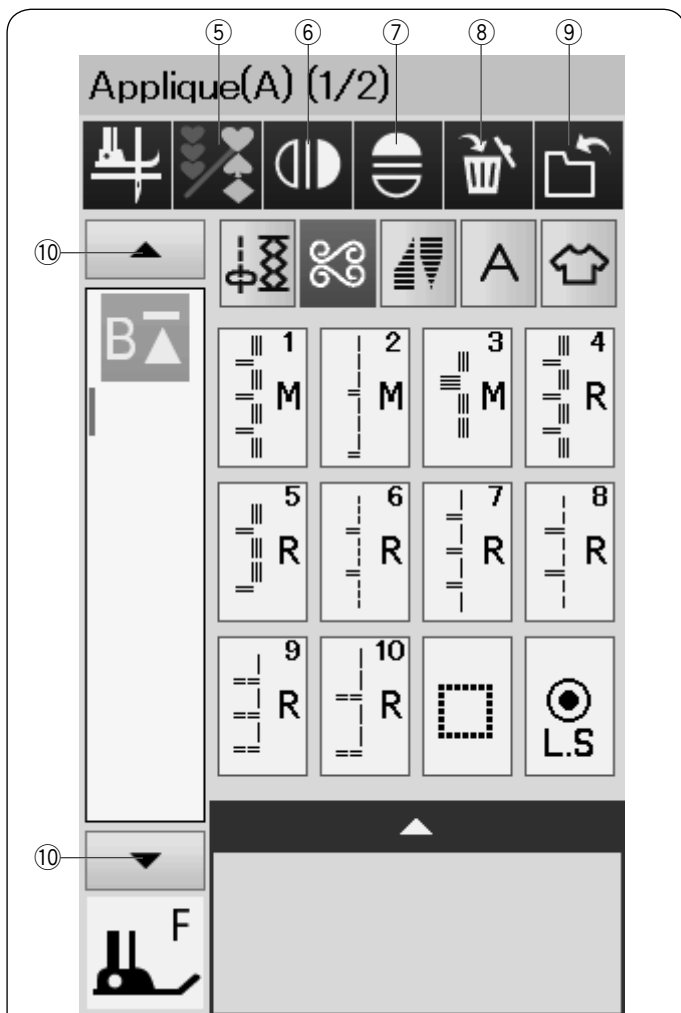 ⑤ ⑥ ⑦ ⑧ ⑨
Applique(A) (1/2)
⑩
A
B
1 2 3 4
M M M R
5 6 7 8
R R R R
9 10
R R
L.S
⑩
F